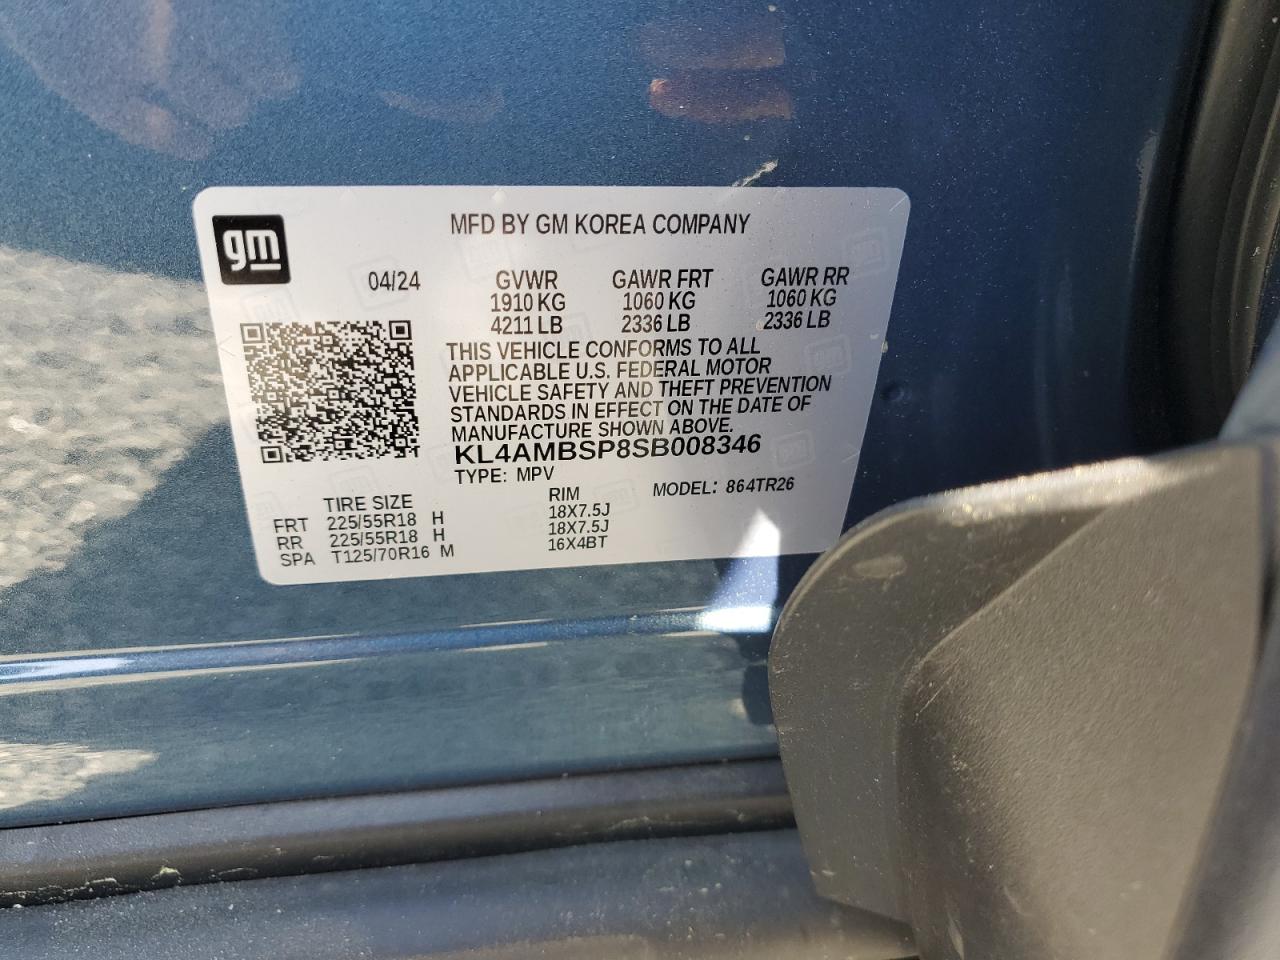 gm
MFD BY GM KOREA COMPANY
04/24
GVWR GAWR FRT GAWR RR
1910 KG 1060 KG 1060 KG
4211 LB 2336 LB 2336 LB
THIS VEHICLE CONFORMS TO ALL
APPLICABLE U.S. FEDERAL MOTOR
VEHICLE SAFETY AND THEFT PREVENTION
STANDARDS IN EFFECT ON THE DATE OF
MANUFACTURE SHOWN ABOVE.
KL4AMBSP8SB008346
TYPE: MPV
MODEL: 864TR26
TIRE SIZE RIM
FRT 225/55R18 H 18X7.5J
RR 225/55R18 H 18X7.5J
SPA T125/70R16 M 16X4BT